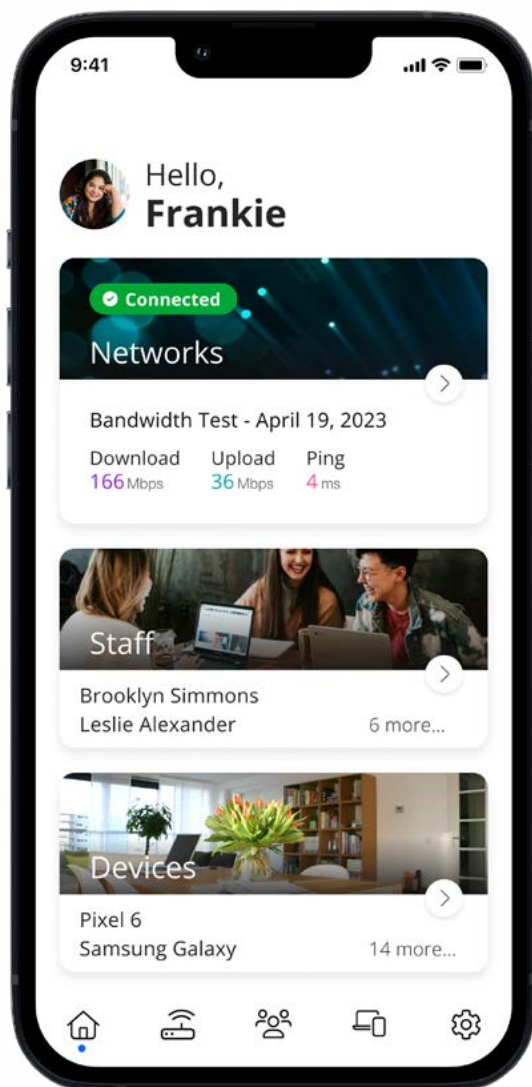 9:41
Hello,
Frankie
Connected
Networks
Bandwidth Test - April 19, 2023
Download Upload Ping
166 Mbps 36 Mbps 4 ms
Staff
Brooklyn Simmons
Leslie Alexander 6 more...
Devices
Pixel 6
Samsung Galaxy 14 more...